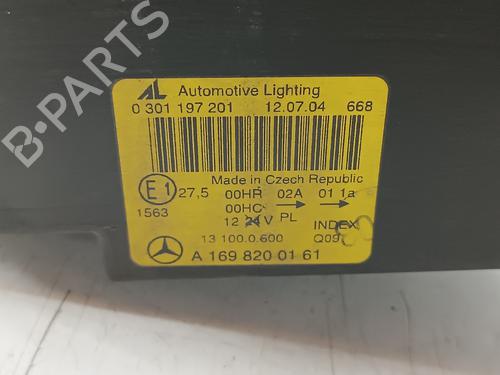 AL Automotive Lighting
0 301 197 201 12.07.04 668
Made in Czech Republic
E1 27,5 00HR 02A 01 1a
1563 00HC → →
12 24 V PL INDEX
13 100.0.600 Q09
A 169 820 01 61
B-PARTS